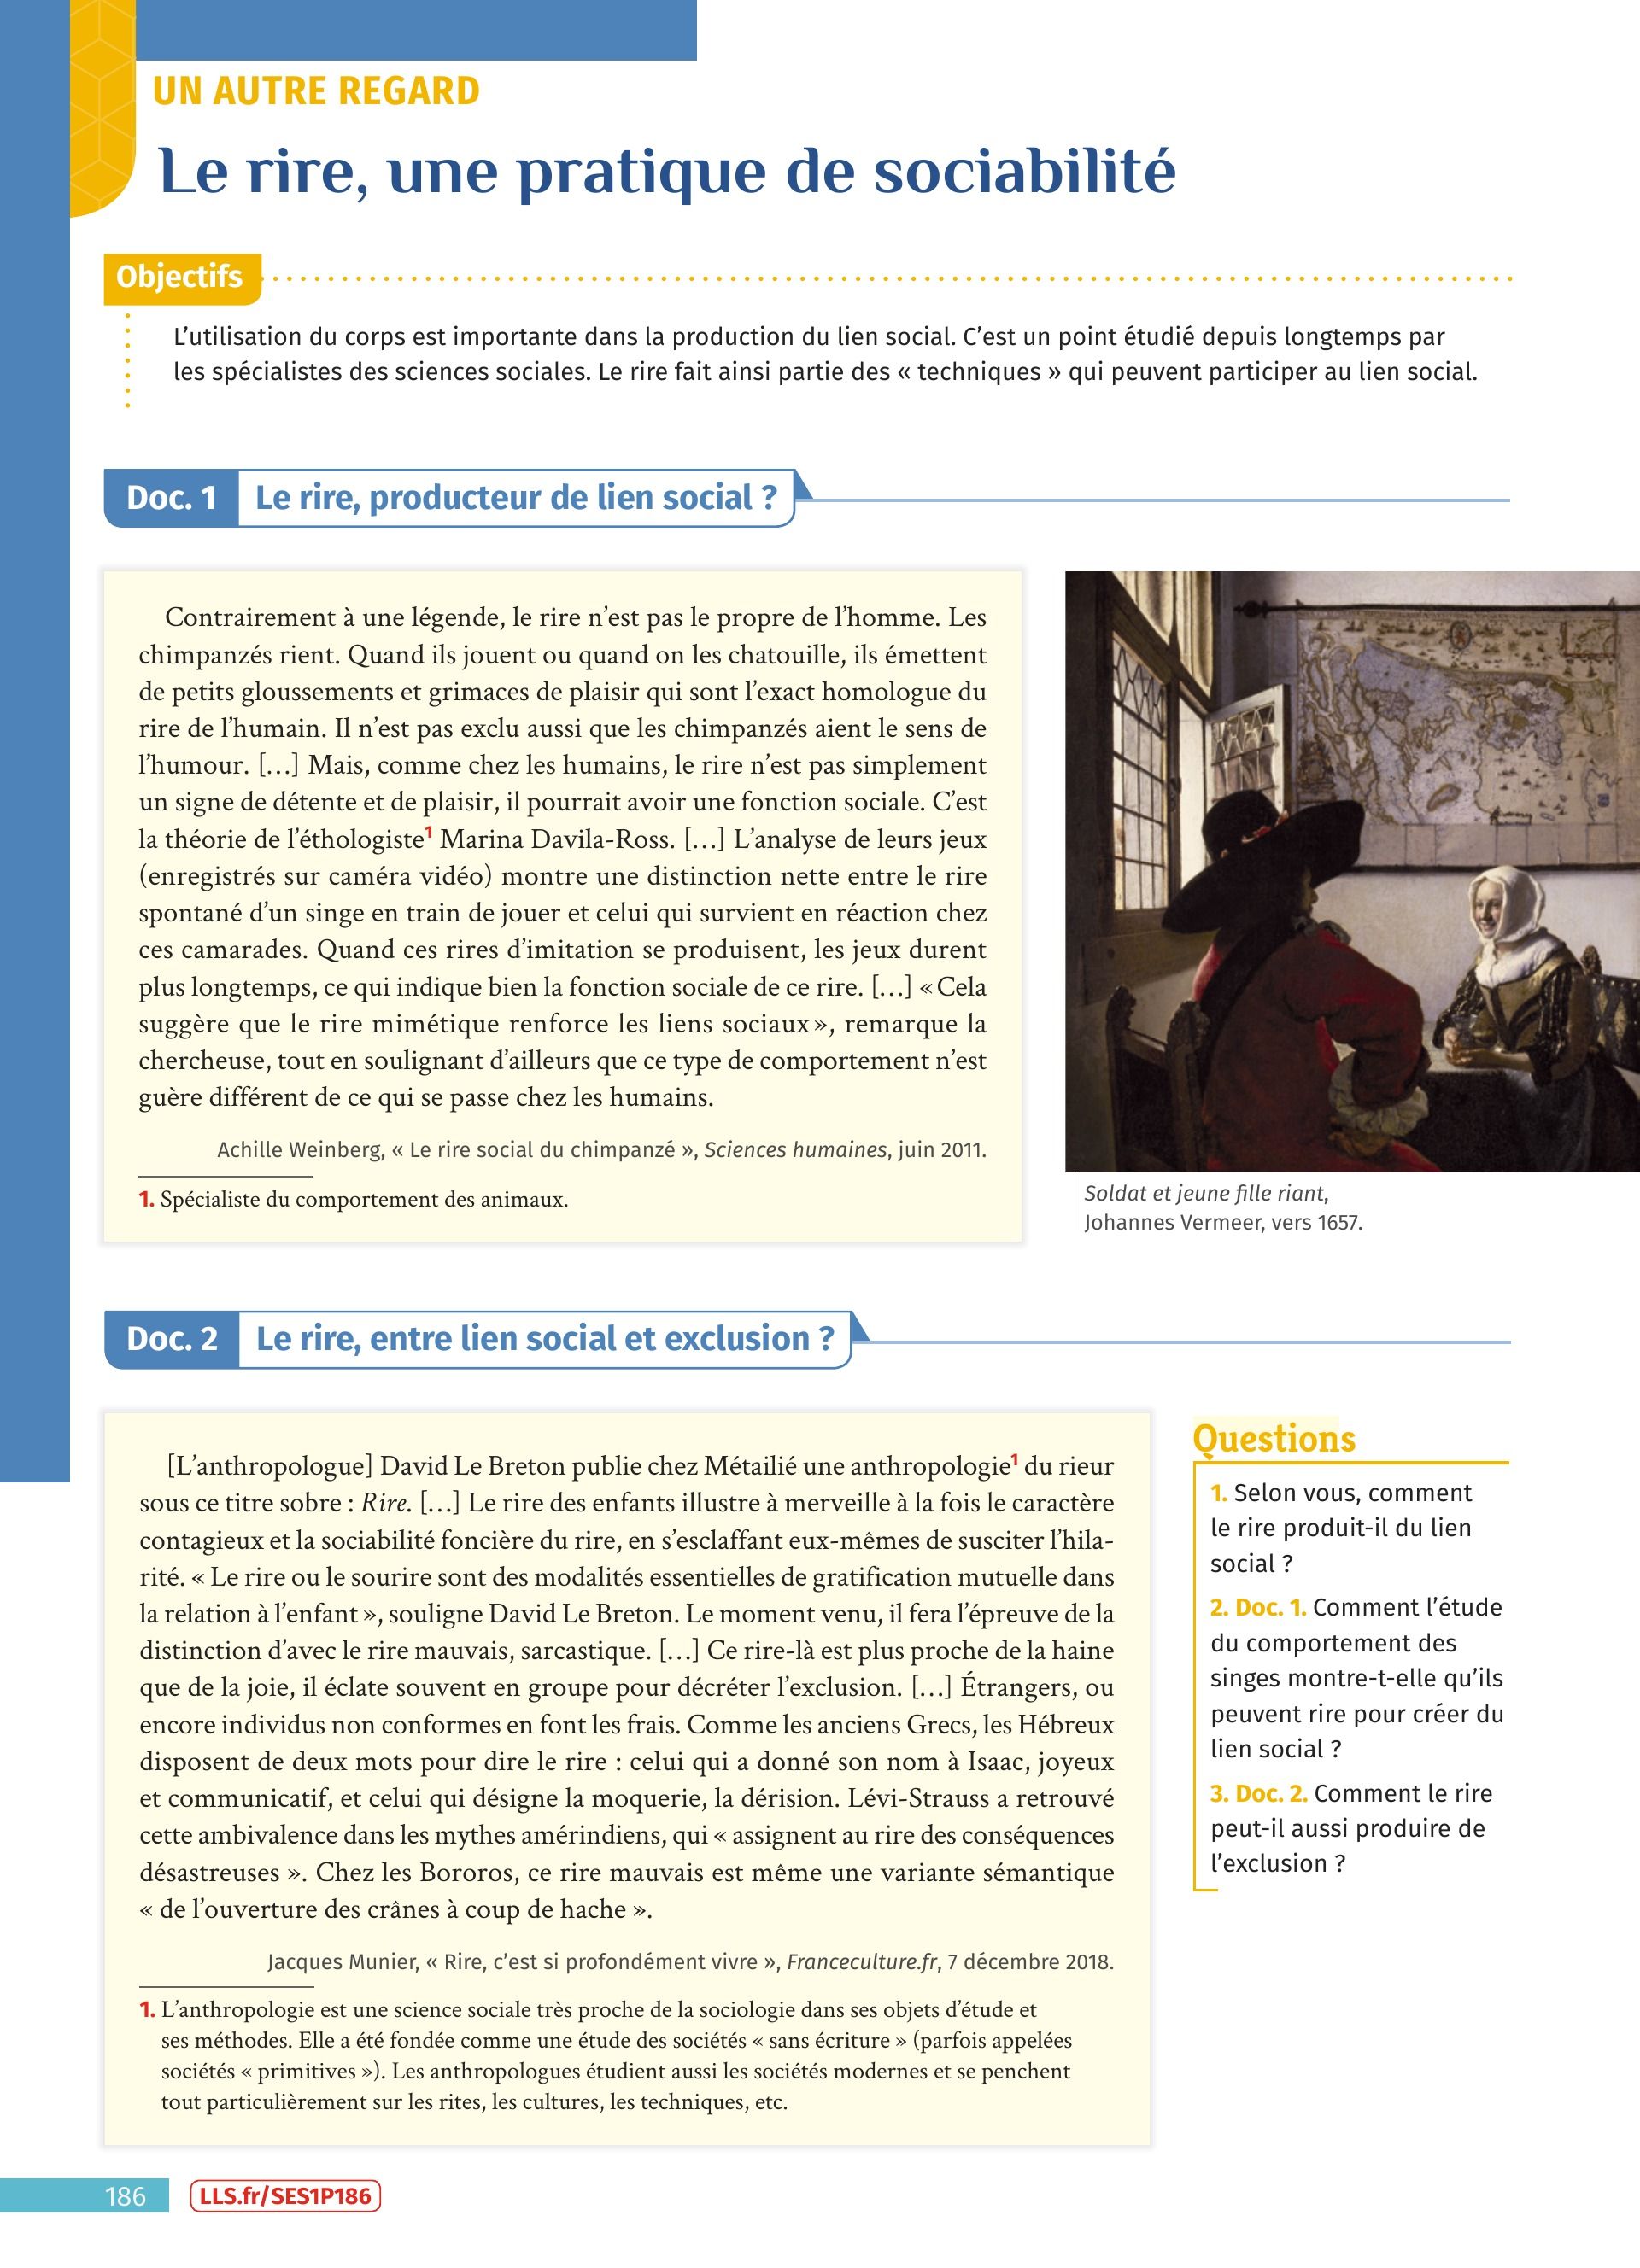 UN AUTRE REGARD
Le rire, une pratique de sociabilité
Objectifs
L’utilisation du corps est importante dans la production du lien social. C’est un point étudié depuis longtemps par
les spécialistes des sciences sociales. Le rire fait ainsi partie des « techniques » qui peuvent participer au lien social.
Doc. 1 Le rire, producteur de lien social ?
Contrairement à une légende, le rire n’est pas le propre de l’homme. Les
chimpanzés rient. Quand ils jouent ou quand on les chatouille, ils émettent
de petits gloussements et grimaces de plaisir qui sont l’exact homologue du
rire de l’humain. Il n’est pas exclu aussi que les chimpanzés aient le sens de
l’humour. […] Mais, comme chez les humains, le rire n’est pas simplement
un signe de détente et de plaisir, il pourrait avoir une fonction sociale. C’est
la théorie de l’éthologiste1 Marina Davila-Ross. […] L’analyse de leurs jeux
(enregistrés sur caméra vidéo) montre une distinction nette entre le rire
spontané d’un singe en train de jouer et celui qui survient en réaction chez
ces camarades. Quand ces rires d’imitation se produisent, les jeux durent
plus longtemps, ce qui indique bien la fonction sociale de ce rire. […] « Cela
suggère que le rire mimétique renforce les liens sociaux », remarque la
chercheuse, tout en soulignant d’ailleurs que ce type de comportement n’est
guère différent de ce qui se passe chez les humains.
Achille Weinberg, « Le rire social du chimpanzé », Sciences humaines, juin 2011.
1. Spécialiste du comportement des animaux.
Soldat et jeune fille riant,
Johannes Vermeer, vers 1657.
Doc. 2 Le rire, entre lien social et exclusion ?
[L’anthropologue] David Le Breton publie chez Métailié une anthropologie1 du rieur
sous ce titre sobre : Rire. […] Le rire des enfants illustre à merveille à la fois le caractère
contagieux et la sociabilité foncière du rire, en s’esclaffant eux-mêmes de susciter l’hila-
rité. « Le rire ou le sourire sont des modalités essentielles de gratification mutuelle dans
la relation à l’enfant », souligne David Le Breton. Le moment venu, il fera l’épreuve de la
distinction d’avec le rire mauvais, sarcastique. […] Ce rire-là est plus proche de la haine
que de la joie, il éclate souvent en groupe pour décréter l’exclusion. […] Étrangers, ou
encore individus non conformes en font les frais. Comme les anciens Grecs, les Hébreux
disposent de deux mots pour dire le rire : celui qui a donné son nom à Isaac, joyeux
et communicatif, et celui qui désigne la moquerie, la dérision. Lévi-Strauss a retrouvé
cette ambivalence dans les mythes amérindiens, qui « assignent au rire des conséquences
désastreuses ». Chez les Bororos, ce rire mauvais est même une variante sémantique
« de l’ouverture des crânes à coup de hache ».
Jacques Munier, « Rire, c’est si profondément vivre », Franceculture.fr, 7 décembre 2018.
1. L’anthropologie est une science sociale très proche de la sociologie dans ses objets d’étude et
ses méthodes. Elle a été fondée comme une étude des sociétés « sans écriture » (parfois appelées
sociétés « primitives »). Les anthropologues étudient aussi les sociétés modernes et se penchent
tout particulièrement sur les rites, les cultures, les techniques, etc.
Questions
1. Selon vous, comment
le rire produit-il du lien
social ?
2. Doc. 1. Comment l’étude
du comportement des
singes montre-t-elle qu’ils
peuvent rire pour créer du
lien social ?
3. Doc. 2. Comment le rire
peut-il aussi produire de
l’exclusion ?
186
LLS.fr/SES1P186